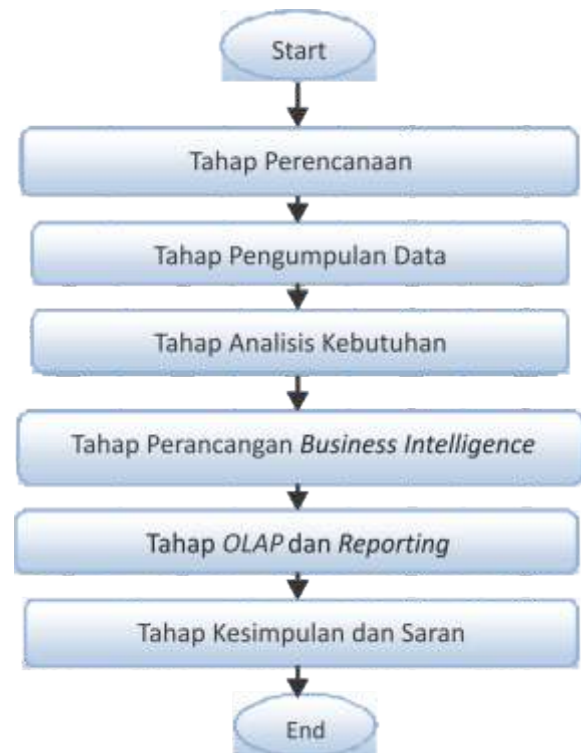 Start
Tahap Perencanaan
Tahap Pengumpulan Data
Tahap Analisis Kebutuhan
Tahap Perancangan Business Intelligence
Tahap OLAP dan Reporting
Tahap Kesimpulan dan Saran
End